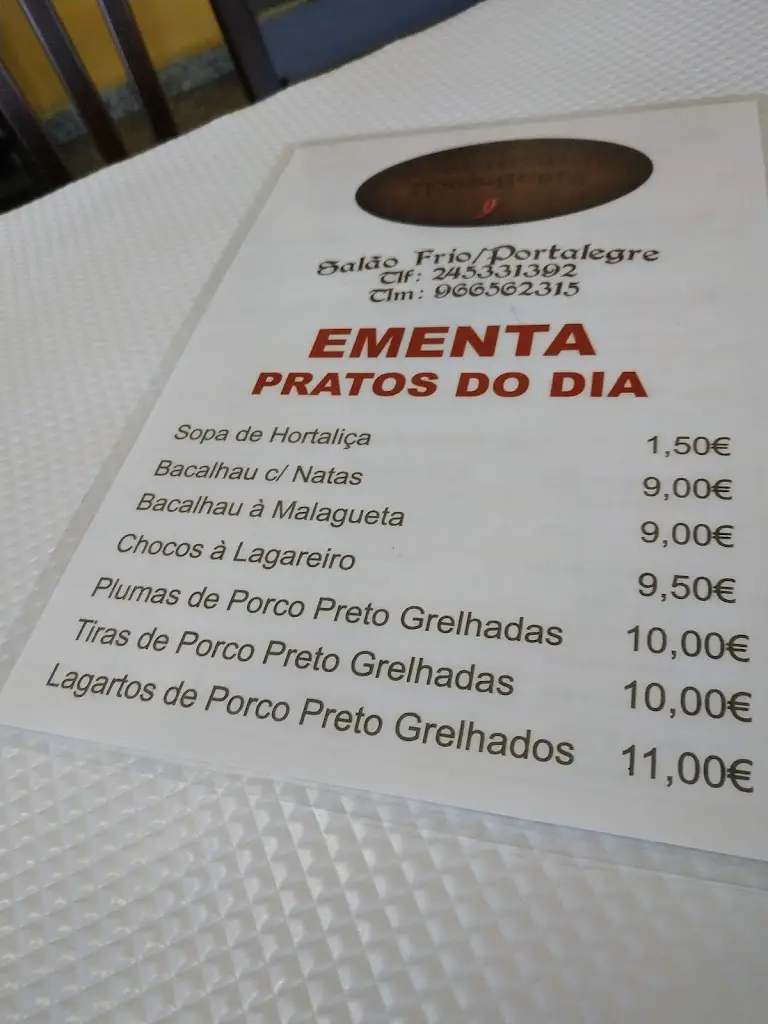 Salão Frio/Portalegre
Tlf: 245331392
Tlm: 966562315
EMENTA
PRATOS DO DIA
Sopa de Hortaliça 1,50€
Bacalhau c/ Natas 9,00€
Bacalhau à Malagueta 9,00€
Chocos à Lagareiro 9,50€
Plumas de Porco Preto Grelhadas 10,00€
Tiras de Porco Preto Grelhadas 10,00€
Lagartos de Porco Preto Grelhados 11,00€